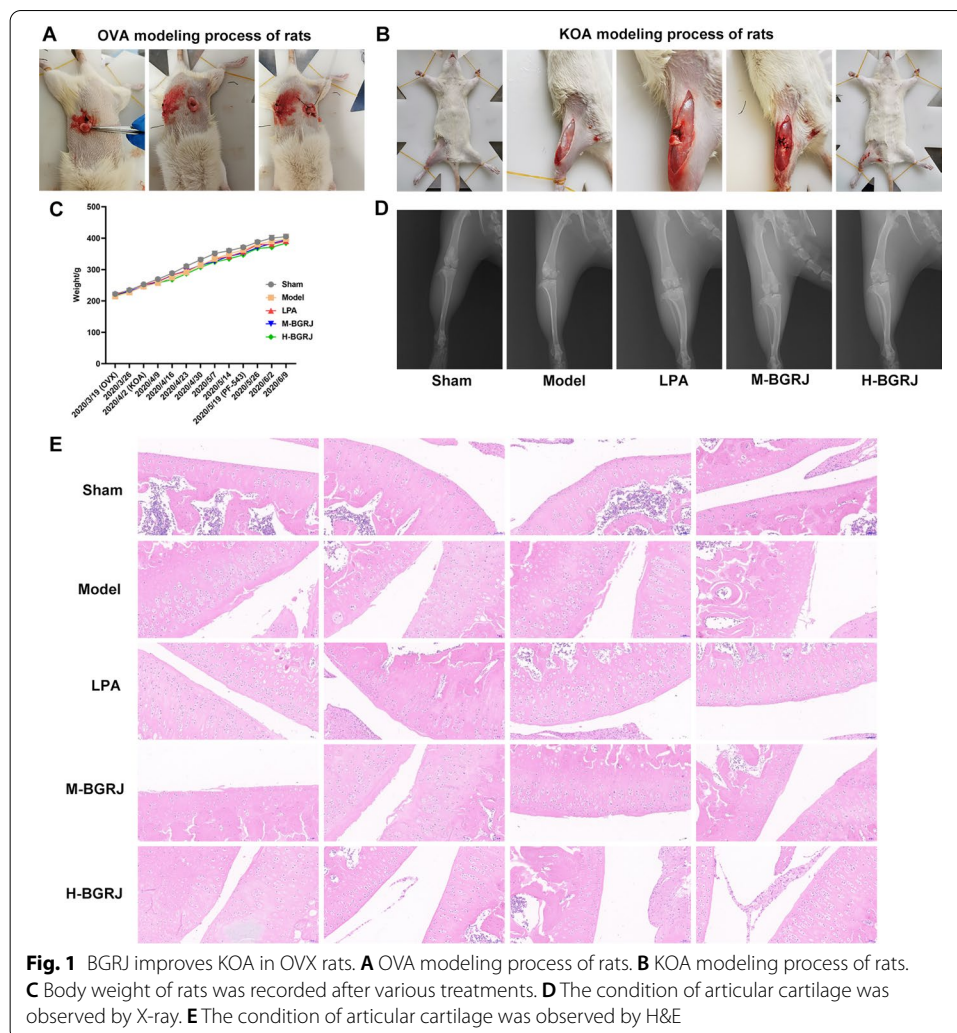 A OVA modeling process of rats
B KOA modeling process of rats
C
500
400
300
200
100
0
Weight/g
Sham
Model
LPA
M-BGRJ
H-BGRJ
2020/3/19 (OVX)
2020/3/26
2020/4/2 (KOA)
2020/4/9
2020/4/16
2020/4/23
2020/4/30
2020/5/7
2020/5/14
2020/5/19 (PF-543)
2020/5/26
2020/6/2
2020/6/9
D
Sham Model LPA M-BGRJ H-BGRJ
E
Sham
Model
LPA
M-BGRJ
H-BGRJ
Fig. 1 BGRJ improves KOA in OVX rats. A OVA modeling process of rats. B KOA modeling process of rats.
C Body weight of rats was recorded after various treatments. D The condition of articular cartilage was
observed by X-ray. E The condition of articular cartilage was observed by H&E